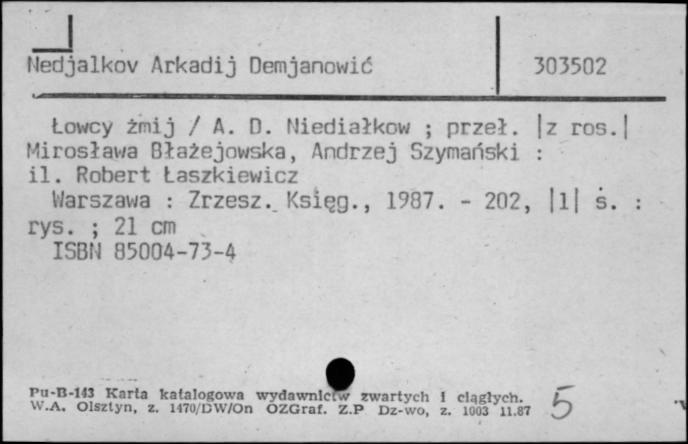 Nedjalkov Arkadij Demjanowić 303502
Łowcy żmij / A. D. Niediałkow ; przeł. |z ros.|
Mirosława Błażejowska, Andrzej Szymański :
il. Robert Łaszkiewicz
Warszawa : Zrzesz. Księg., 1987. - 202, |1| s. :
rys. ; 21 cm
ISBN 85004-73-4
Pu-B-143 Karta katalogowa wydawnictw zwartych i ciągłych.
W.A. Olsztyn, z. 1470/DW/On OZGraf. Z.P Dz-wo, z. 1003 11.87 5